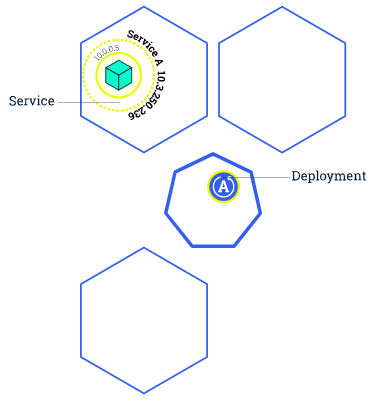 Service A 10.3.250.236
10.0.0.5
Service
Deployment
A